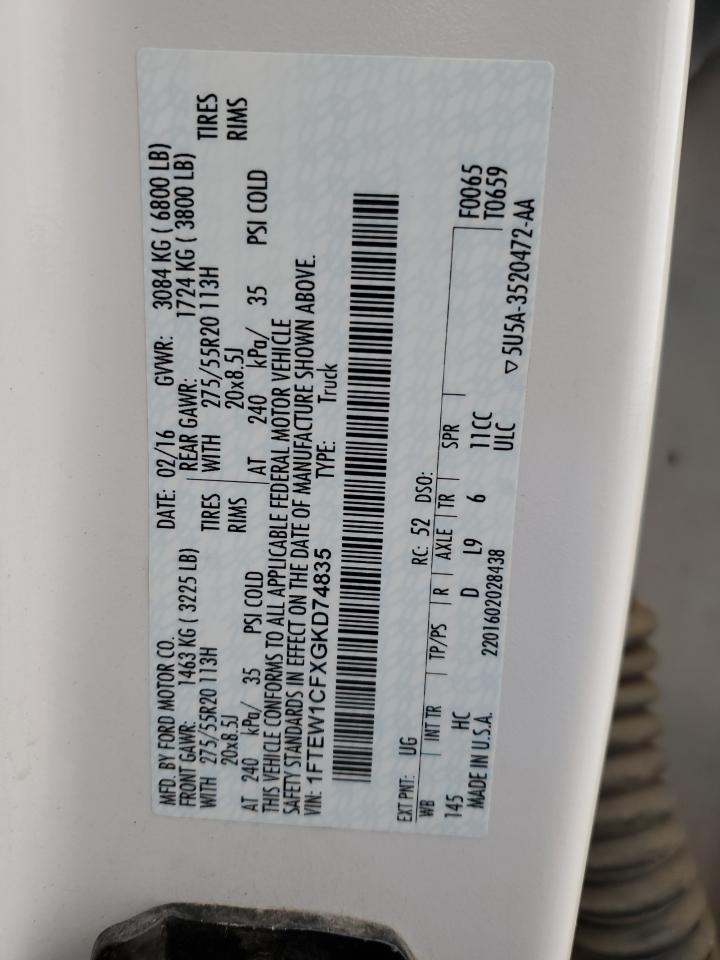 MFD. BY FORD MOTOR CO. DATE: 02/16 GVWR: 3084 KG ( 6800 LB)
FRONT GAWR: 1463 KG ( 3225 LB) REAR GAWR: 1724 KG ( 3800 LB)
WITH 275/55R20 113H TIRES WITH 275/55R20 113H TIRES
20x8.5J RIMS 20x8.5J RIMS
AT 240 kPa/ 35 PSI COLD AT 240 kPa/ 35 PSI COLD
THIS VEHICLE CONFORMS TO ALL APPLICABLE FEDERAL MOTOR VEHICLE
SAFETY STANDARDS IN EFFECT ON THE DATE OF MANUFACTURE SHOWN ABOVE.
VIN: 1FTEW1CFXGKD74835 TYPE: Truck
EXT PNT: UG RC: 52 DSO: F0065
WB INT TR TP/PS R AXLE TR SPR T0659
145 HC D L9 6 11CC
MADE IN U.S.A. 2201602028438 ULC ▽5U5A-3520472-AA